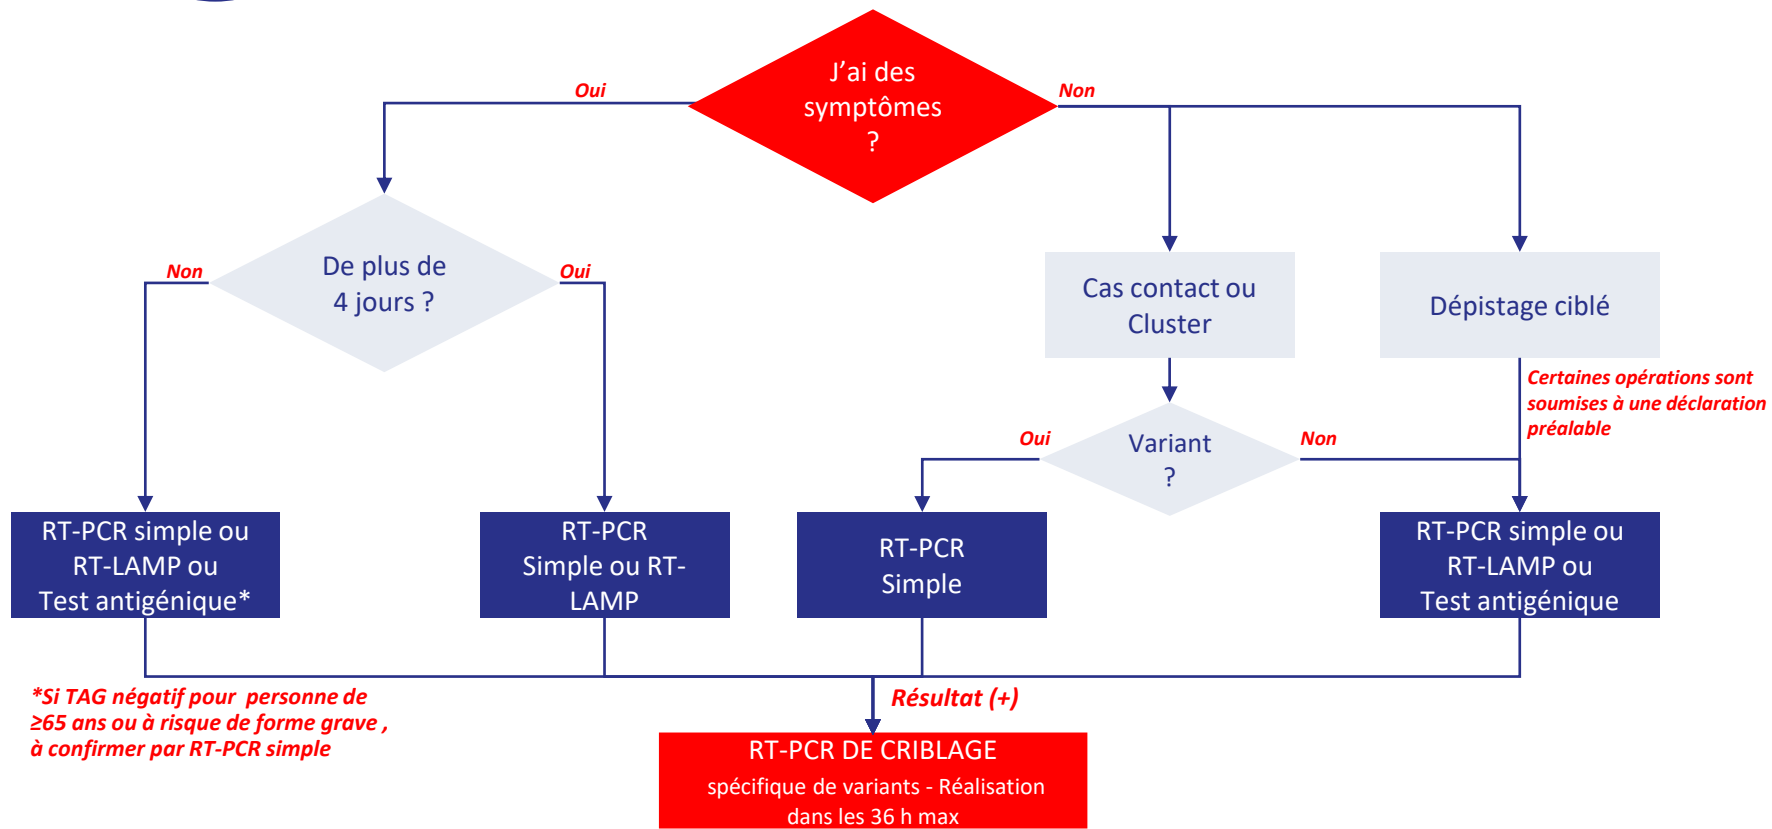 J'ai des
symptômes
?
Oui
Non
De plus de
4 jours ?
Non
Oui
Cas contact ou
Cluster
Dépistage ciblé
Certaines opérations sont
soumises à une déclaration
préalable
Variant
?
Oui
Non
RT-PCR simple ou
RT-LAMP ou
Test antigénique*
RT-PCR
Simple ou RT-
LAMP
RT-PCR
Simple
RT-PCR simple ou
RT-LAMP ou
Test antigénique
*Si TAG négatif pour personne de
≥65 ans ou à risque de forme grave ,
à confirmer par RT-PCR simple
Résultat (+)
RT-PCR DE CRIBLAGE
spécifique de variants - Réalisation
dans les 36 h max